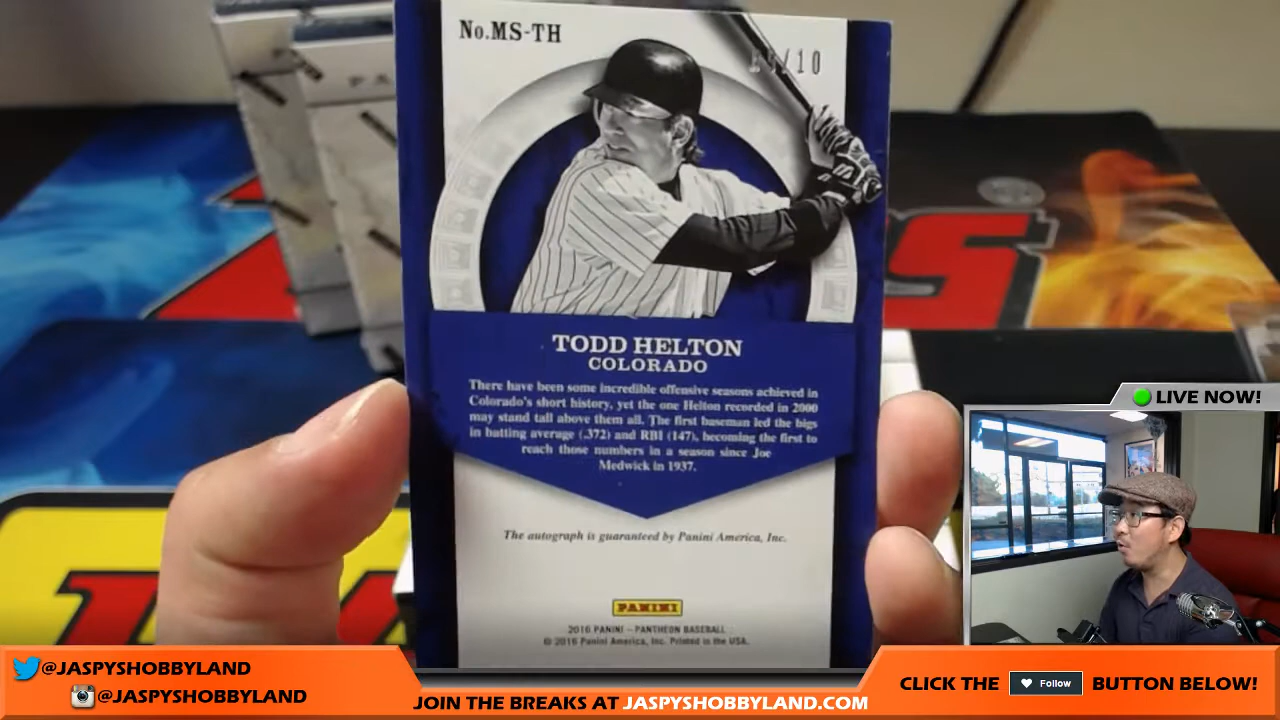 No.MS-TH
/10
TODD HELTON
COLORADO
There have been some incredible offensive seasons achieved in
Colorado's short history, yet the one Helton recorded in 2000
may stand tall above them all. The first baseman led the bigs
in batting average (.372) and RBI (147), becoming the first to
reach those numbers in a season since Joe
Medwick in 1937.
The autograph is guaranteed by Panini America, Inc.
PANINI
2016 PANINI – PANTHEON BASEBALL
© 2016 Panini America, Inc. Printed in the USA.
LIVE NOW!
@JASPYSHOBBYLAND
@JASPYSHOBBYLAND
JOIN THE BREAKS AT JASPYSHOBBYLAND.COM
CLICK THE Follow BUTTON BELOW!